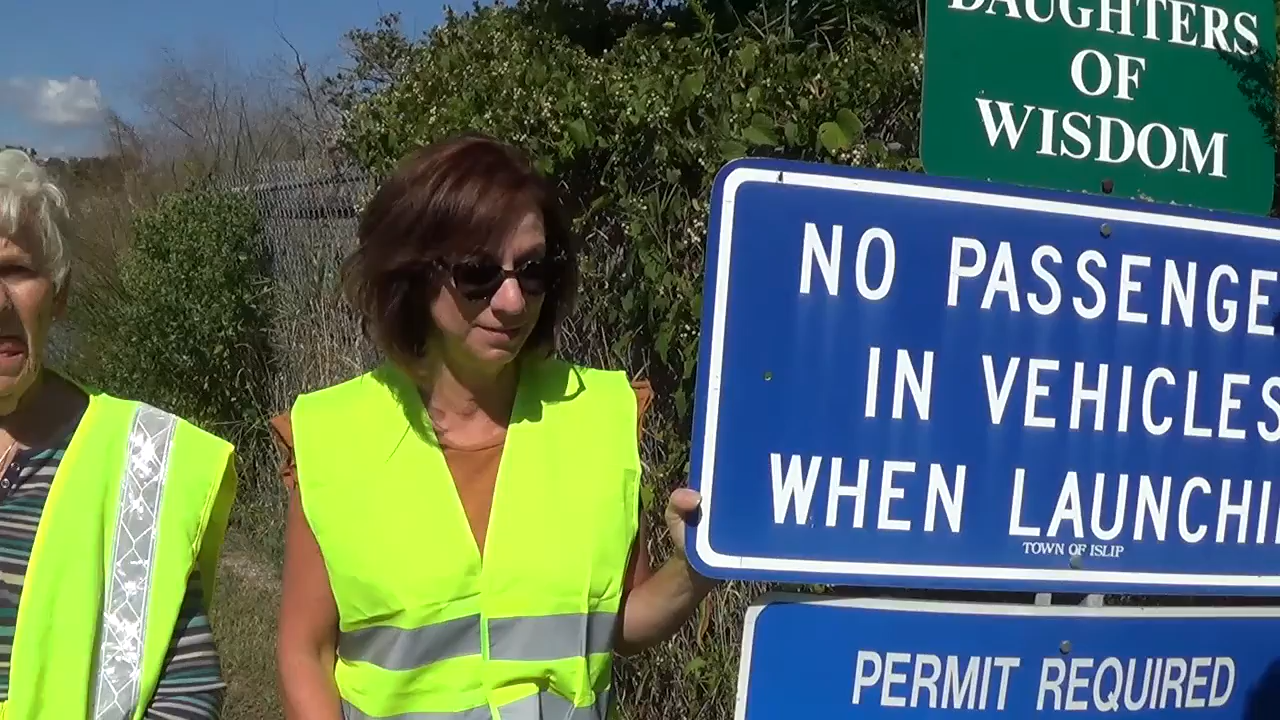 DAUGHTERS
OF
WISDOM
NO PASSENGE
IN VEHICLES
WHEN LAUNCHI
TOWN OF ISLIP
PERMIT REQUIRED